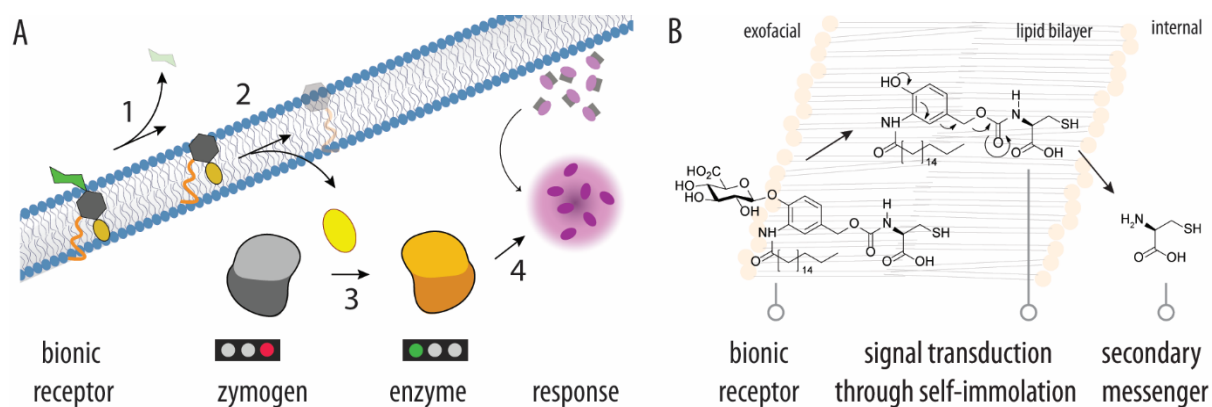 A
1
2
3
4
bionic
receptor
zymogen
enzyme
response
B
exofacial
lipid bilayer
internal
HO
NH
O
14
O
O
H
N
SH
O
OH
HO₂C
HO
HO
OH
O
O
NH
O
14
O
O
H
N
SH
O
OH
H₂N
SH
O
OH
bionic
receptor
signal transduction
through self-immolation
secondary
messenger